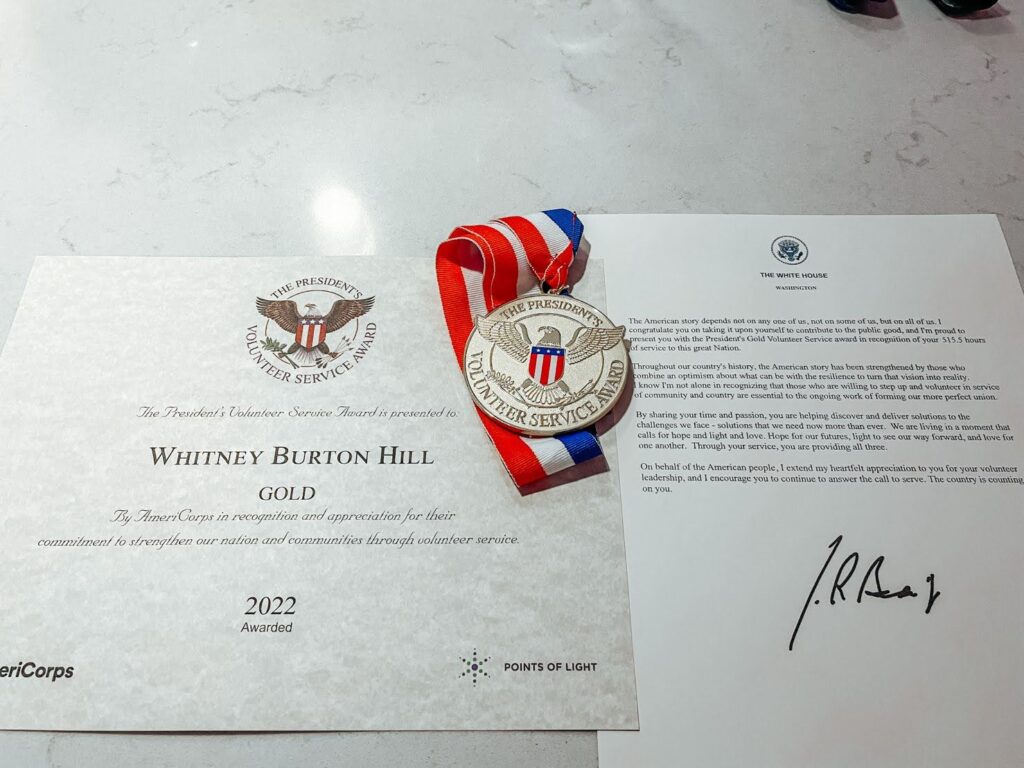 THE PRESIDENT'S
VOLUNTEER SERVICE AWARD
The President's Volunteer Service Award is presented to:
WHITNEY BURTON HILL
GOLD
By AmeriCorps in recognition and appreciation for their
commitment to strengthen our nation and communities through volunteer service.
2022
Awarded
eriCorps
POINTS OF LIGHT
THE PRESIDENT'S
VOLUNTEER SERVICE AWARD
THE WHITE HOUSE
WASHINGTON
The American story depends not on any one of us, not on some of us, but on all of us. I
congratulate you on taking it upon yourself to contribute to the public good, and I'm proud to
present you with the President's Gold Volunteer Service award in recognition of your 515.5 hours
of service to this great Nation.
Throughout our country's history, the American story has been strengthened by those who
combine an optimism about what can be with the resilience to turn that vision into reality.
I know I'm not alone in recognizing that those who are willing to step up and volunteer in service
of community and country are essential to the ongoing work of forming our more perfect union.
By sharing your time and passion, you are helping discover and deliver solutions to the
challenges we face - solutions that we need now more than ever. We are living in a moment that
calls for hope and light and love. Hope for our futures, light to see our way forward, and love for
one another. Through your service, you are providing all three.
On behalf of the American people, I extend my heartfelt appreciation to you for your volunteer
leadership, and I encourage you to continue to answer the call to serve. The country is counting
on you.